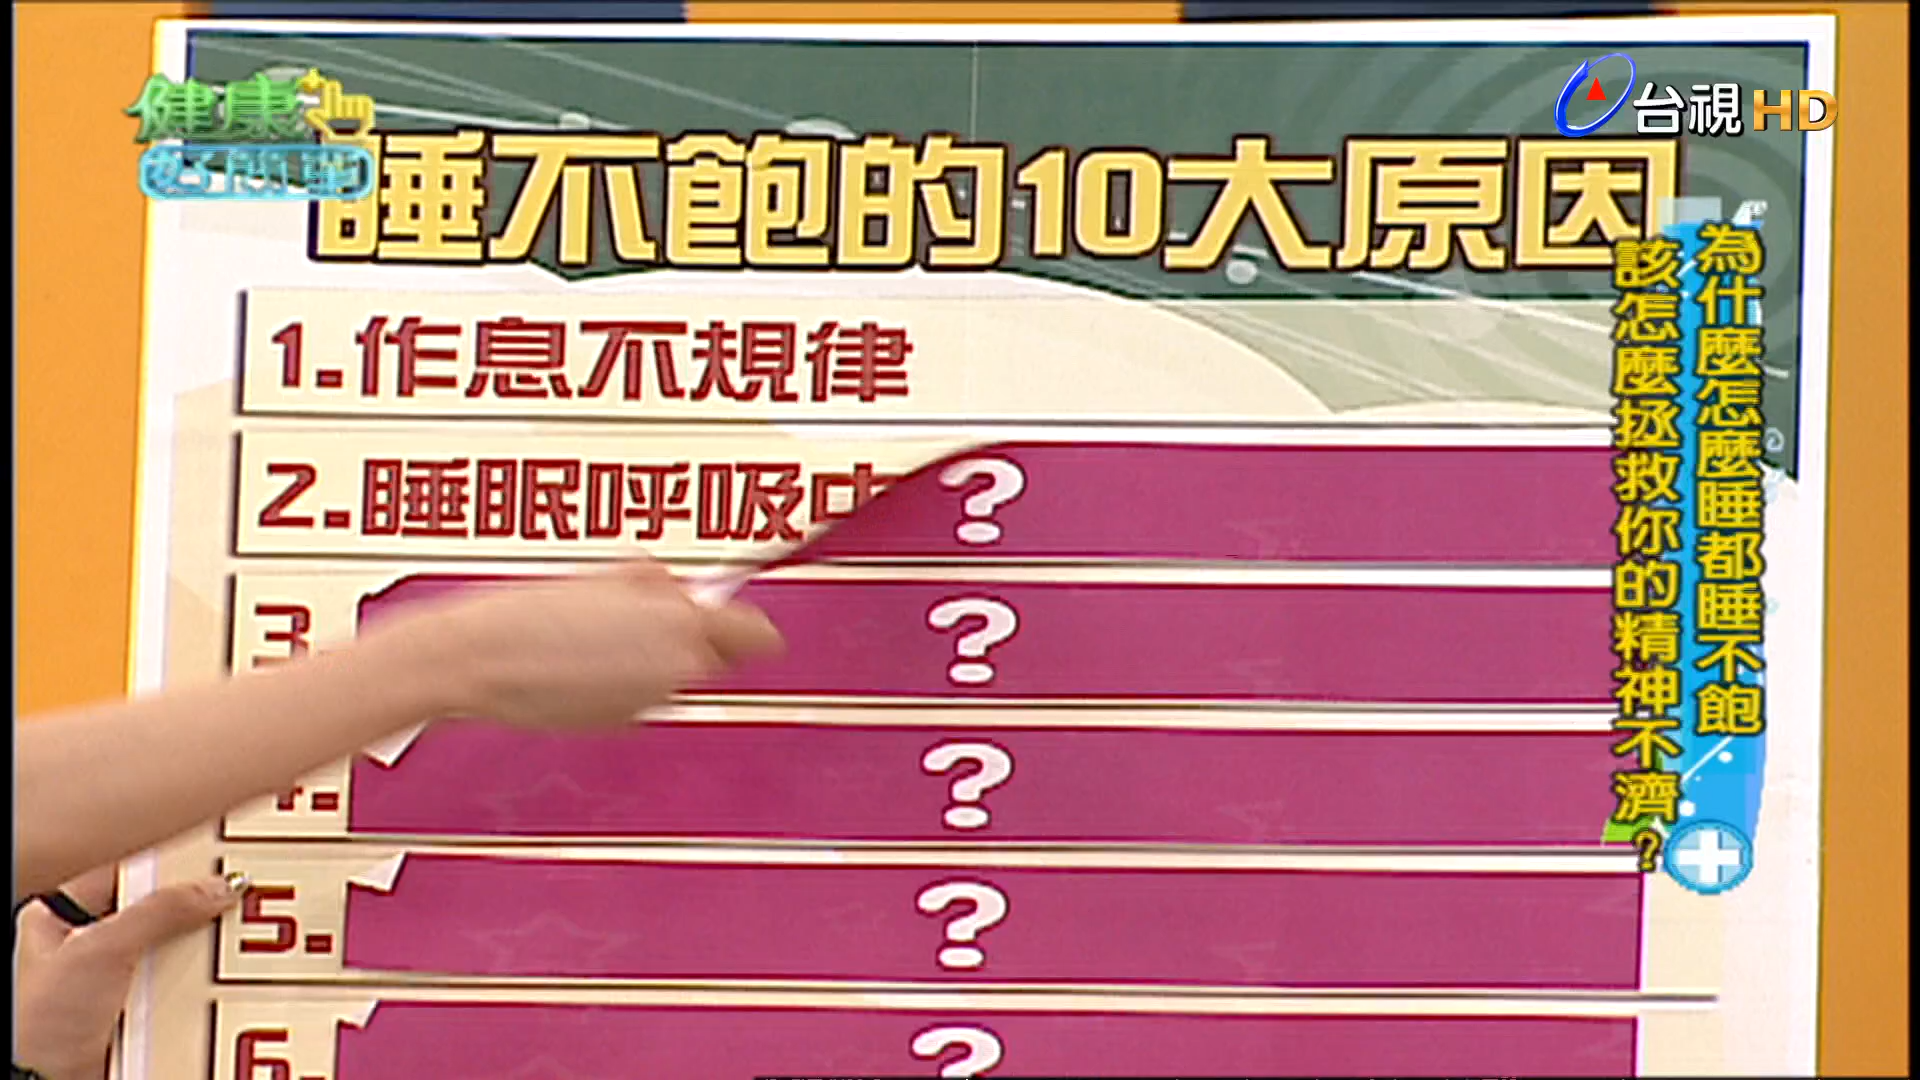 健康
好簡單
台視HD
睡不飽的10大原因
為什麼怎麼睡都睡不飽
該怎麼拯救你的精神不濟?
1.作息不規律
2.睡眠呼吸中?
3.?
4.?
5.?
6.?